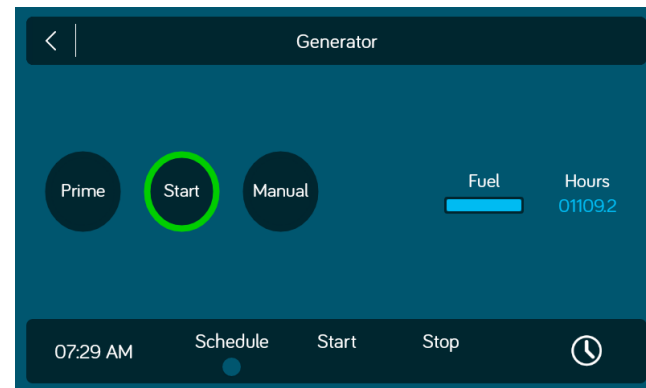 Generator
Prime Start Manual
Fuel Hours
01109.2
07:29 AM Schedule Start Stop